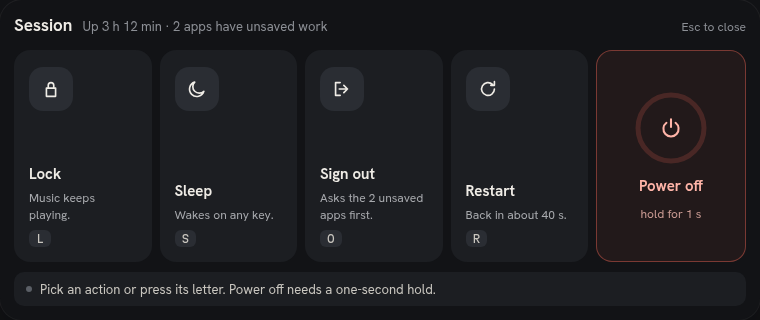 Session Up 3 h 12 min · 2 apps have unsaved work
Esc to close
Lock
Music keeps
playing.
L
Sleep
Wakes on any key.
S
Sign out
Asks the 2 unsaved
apps first.
O
Restart
Back in about 40 s.
R
Power off
hold for 1 s
Pick an action or press its letter. Power off needs a one-second hold.